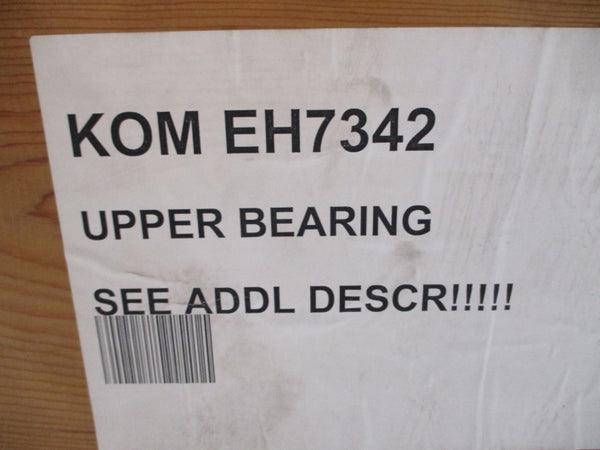 KOM EH7342
UPPER BEARING
SEE ADDL DESCR!!!!!